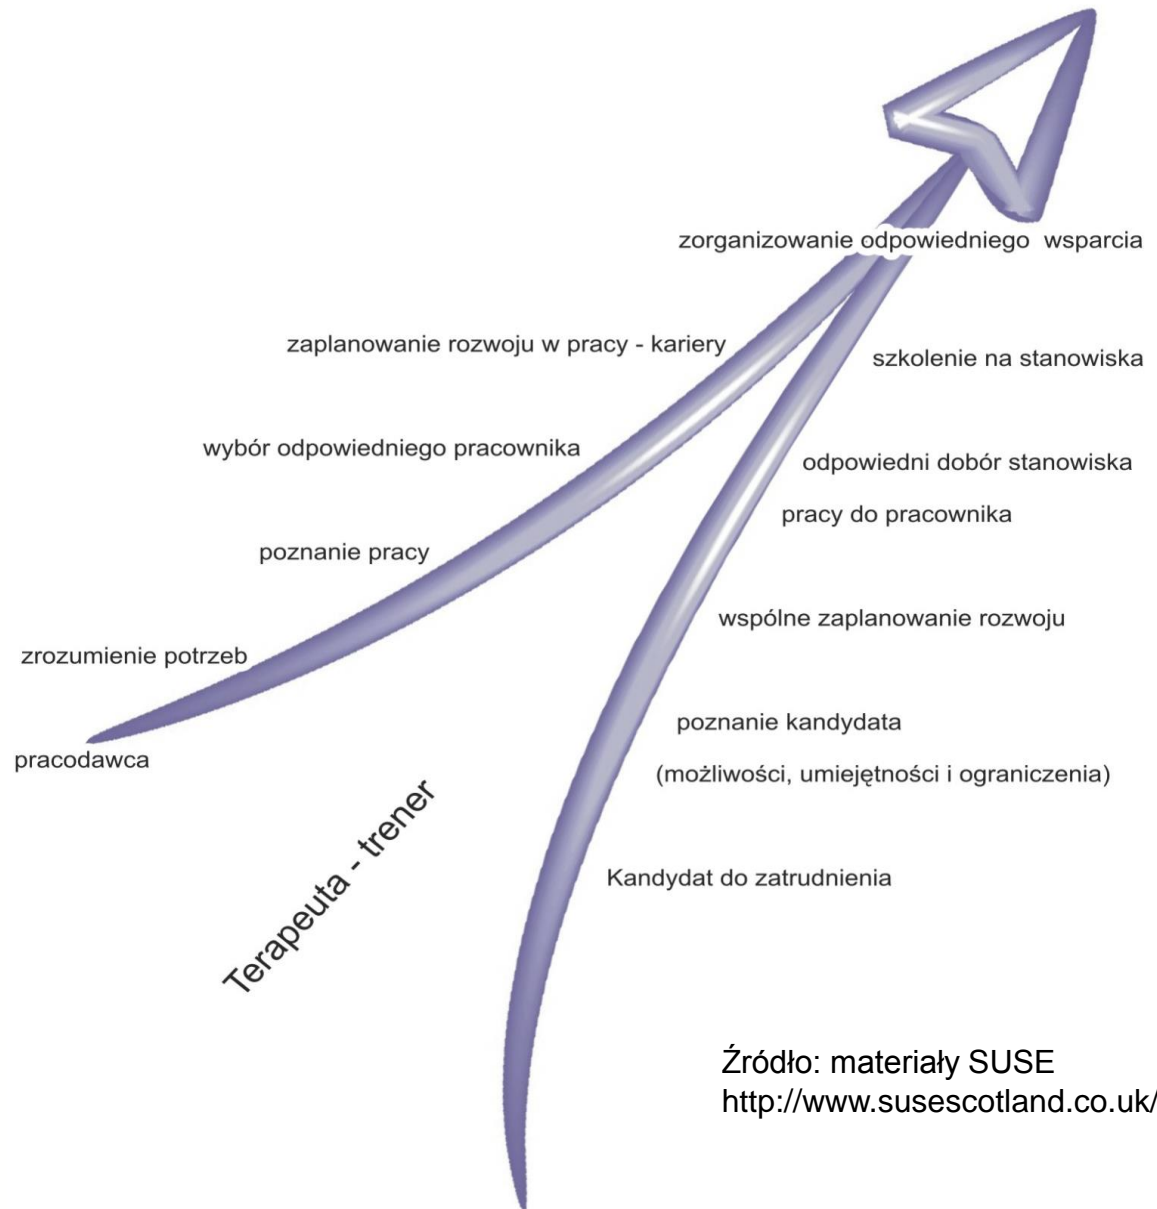 zorganizowanie odpowiedniego wsparcia
zaplanowanie rozwoju w pracy - kariery
szkolenie na stanowiska
wybór odpowiedniego pracownika
odpowiedni dobór stanowiska
pracy do pracownika
poznanie pracy
wspólne zaplanowanie rozwoju
zrozumienie potrzeb
poznanie kandydata
pracodawca
(możliwości, umiejętności i ograniczenia)
Terapeuta - trener
Kandydat do zatrudnienia
Źródło: materiały SUSE
http://www.susescotland.co.uk/